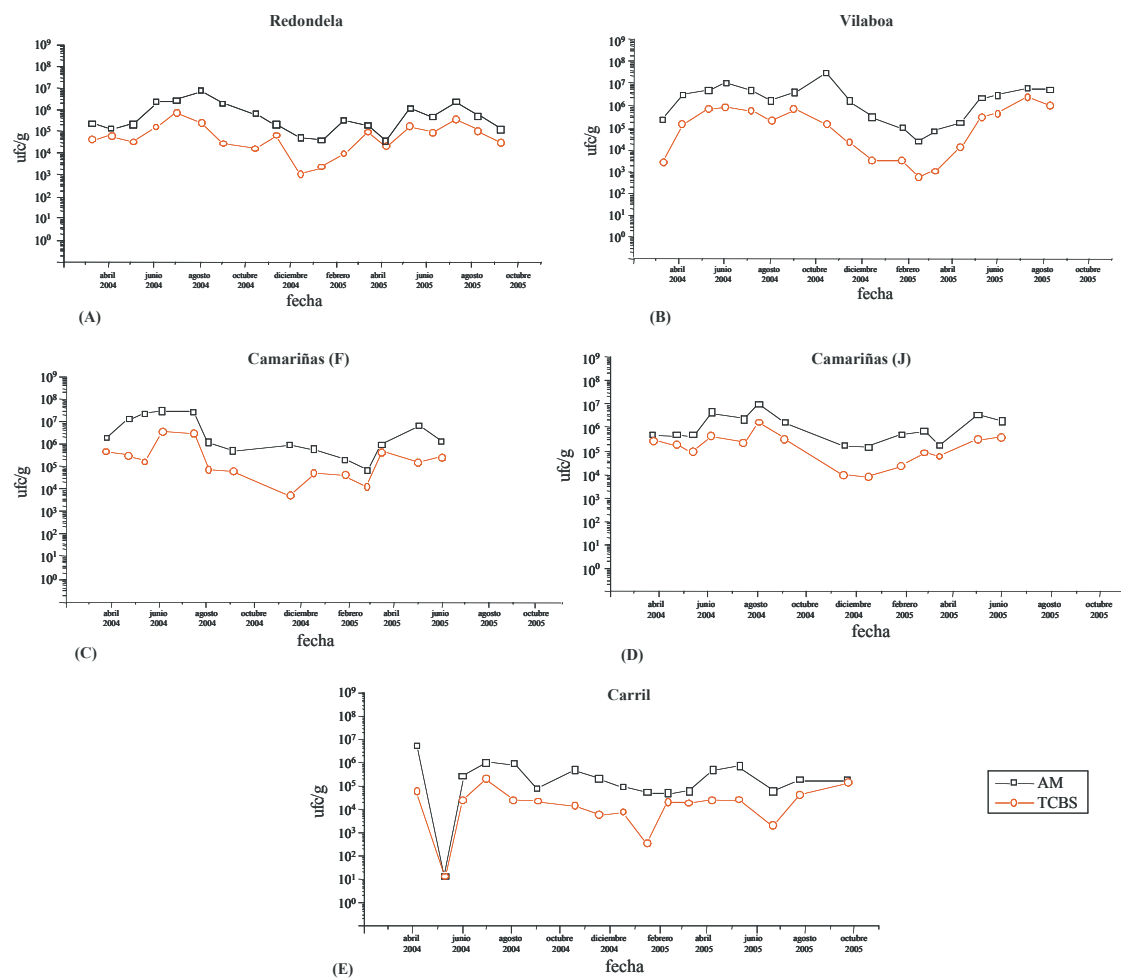 Redondela
Vilaboa
10⁹
10⁸
10⁷
10⁶
10⁵
10⁴
10³
10²
10¹
10⁰
ufc/g
abril 2004
junio 2004
agosto 2004
octubre 2004
diciembre 2004
febrero 2005
abril 2005
junio 2005
agosto 2005
octubre 2005
fecha
(A)
10⁹
10⁸
10⁷
10⁶
10⁵
10⁴
10³
10²
10¹
10⁰
ufc/g
abril 2004
junio 2004
agosto 2004
octubre 2004
diciembre 2004
febrero 2005
abril 2005
junio 2005
agosto 2005
octubre 2005
fecha
(B)
Camariñas (F)
Camariñas (J)
10⁹
10⁸
10⁷
10⁶
10⁵
10⁴
10³
10²
10¹
10⁰
ufc/g
abril 2004
junio 2004
agosto 2004
octubre 2004
diciembre 2004
febrero 2005
abril 2005
junio 2005
agosto 2005
octubre 2005
fecha
(C)
10⁹
10⁸
10⁷
10⁶
10⁵
10⁴
10³
10²
10¹
10⁰
ufc/g
abril 2004
junio 2004
agosto 2004
octubre 2004
diciembre 2004
febrero 2005
abril 2005
junio 2005
agosto 2005
octubre 2005
fecha
(D)
Carril
10⁹
10⁸
10⁷
10⁶
10⁵
10⁴
10³
10²
10¹
10⁰
ufc/g
abril 2004
junio 2004
agosto 2004
octubre 2004
diciembre 2004
febrero 2005
abril 2005
junio 2005
agosto 2005
octubre 2005
fecha
(E)
AM
TCBS